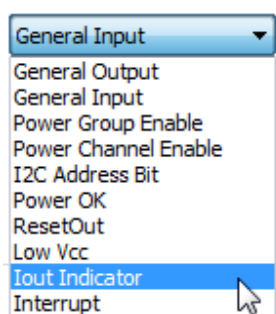 General Input
General Output
General Input
Power Group Enable
Power Channel Enable
I2C Address Bit
Power OK
ResetOut
Low Vcc
Iout Indicator
Interrupt